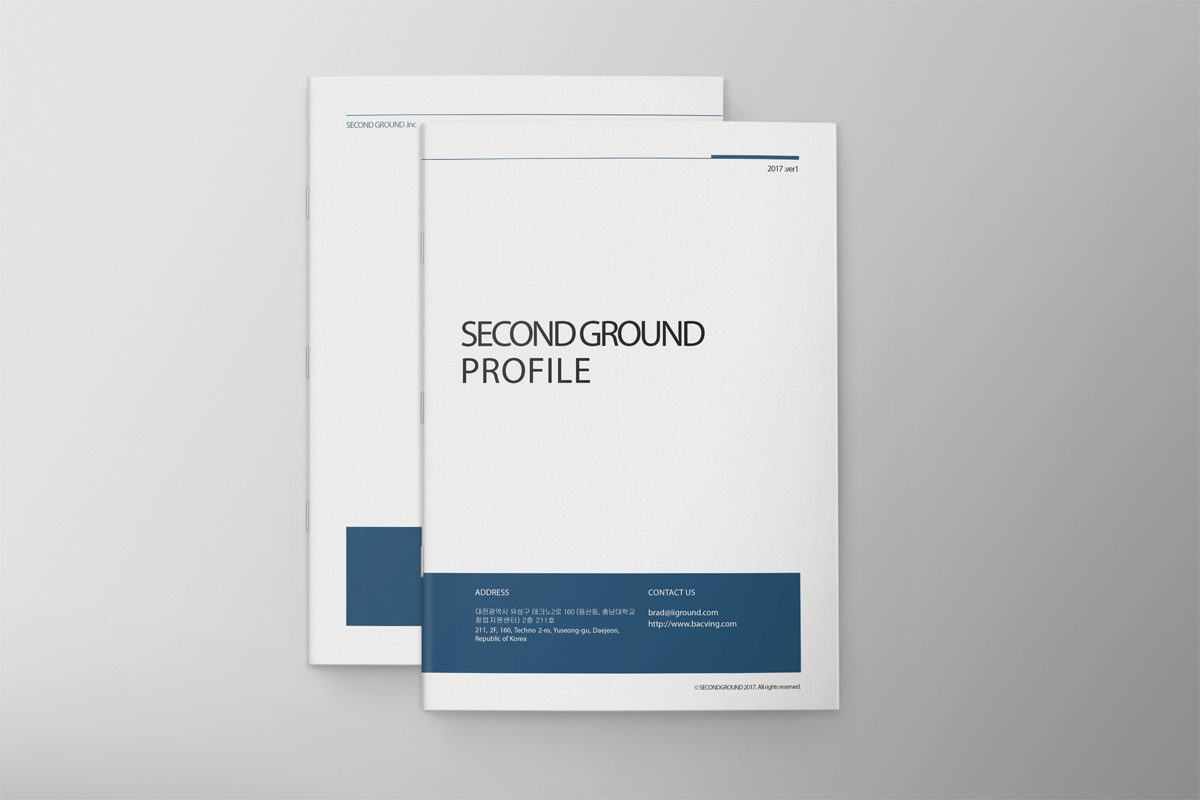 SECOND GROUND .Inc
2017 .ver1
SECOND GROUND
PROFILE
ADDRESS
대전광역시 유성구 테크노2로 160 (용산동, 충남대학교
창업지원센터) 2층 211호
211, 2F, 160, Techno 2-ro, Yuseong-gu, Daejeon,
Republic of Korea
CONTACT US
brad@iiground.com
http://www.bacving.com
© SECONDGROUND 2017. All rights reserved.